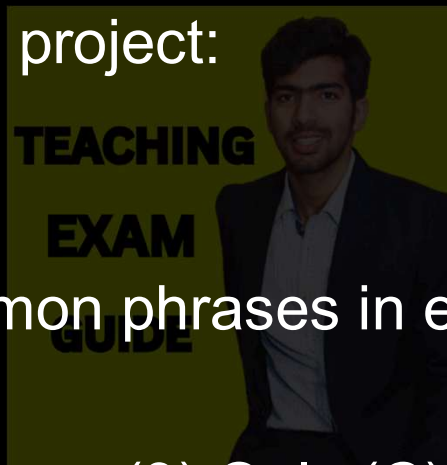 project:
TEACHING
EXAM
mon phrases in e
GUIDE